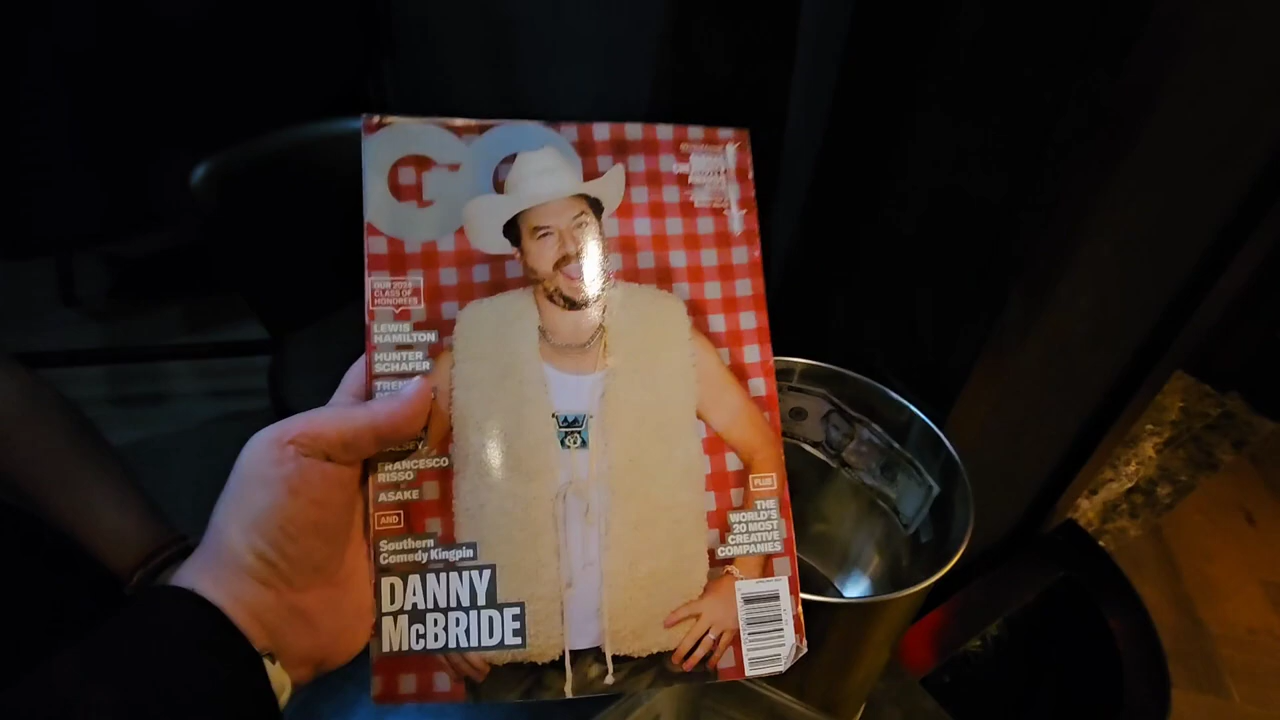 GQ
OUR 2024
CLASS OF
HONOREES
LEWIS
HAMILTON
HUNTER
SCHAFER
FRANCESCO
RISSO
ASAKE
AND
Southern
Comedy Kingpin
DANNY
McBRIDE
PLUS
THE
WORLD'S
20 MOST
CREATIVE
COMPANIES